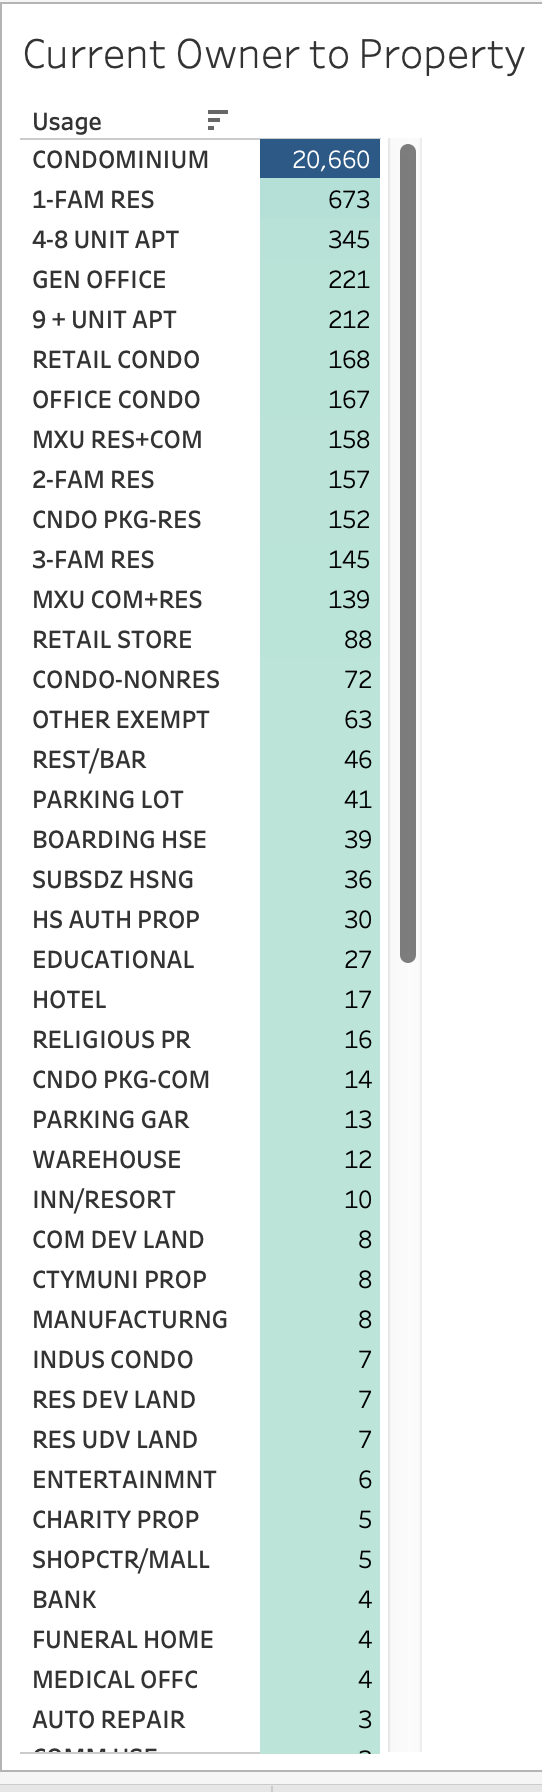 Current Owner to Property
Usage
CONDOMINIUM 20,660
1-FAM RES 673
4-8 UNIT APT 345
GEN OFFICE 221
9 + UNIT APT 212
RETAIL CONDO 168
OFFICE CONDO 167
MXU RES+COM 158
2-FAM RES 157
CNDO PKG-RES 152
3-FAM RES 145
MXU COM+RES 139
RETAIL STORE 88
CONDO-NONRES 72
OTHER EXEMPT 63
REST/BAR 46
PARKING LOT 41
BOARDING HSE 39
SUBSDZ HSNG 36
HS AUTH PROP 30
EDUCATIONAL 27
HOTEL 17
RELIGIOUS PR 16
CNDO PKG-COM 14
PARKING GAR 13
WAREHOUSE 12
INN/RESORT 10
COM DEV LAND 8
CTYMUNI PROP 8
MANUFACTURNG 8
INDUS CONDO 7
RES DEV LAND 7
RES UDV LAND 7
ENTERTAINMNT 6
CHARITY PROP 5
SHOPCTR/MALL 5
BANK 4
FUNERAL HOME 4
MEDICAL OFFC 4
AUTO REPAIR 3